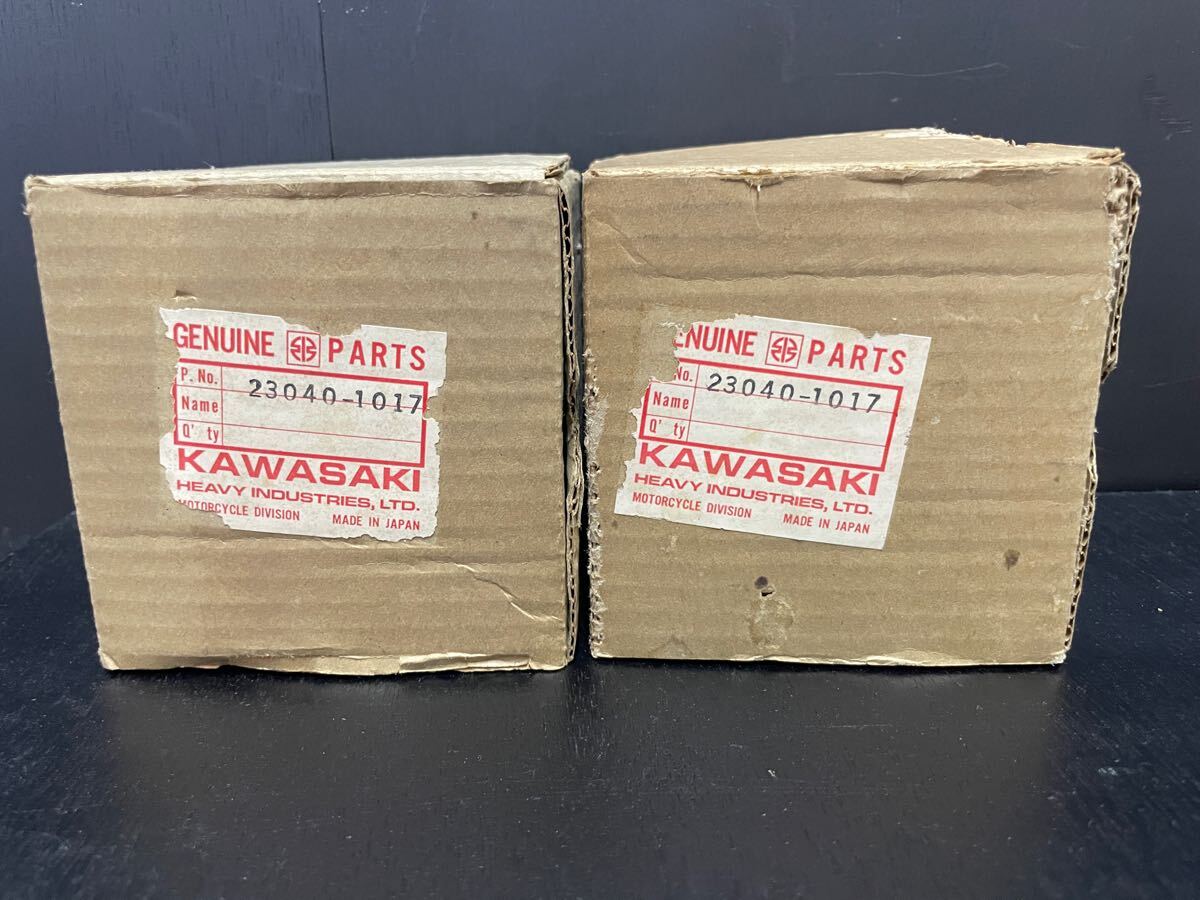 GENUINE PARTS
P. No. 23040-1017
Name
Q' ty
KAWASAKI
HEAVY INDUSTRIES, LTD.
MOTORCYCLE DIVISION MADE IN JAPAN
ENUINE PARTS
No. 23040-1017
Name
Q' ty
KAWASAKI
HEAVY INDUSTRIES, LTD.
MOTORCYCLE DIVISION MADE IN JAPAN